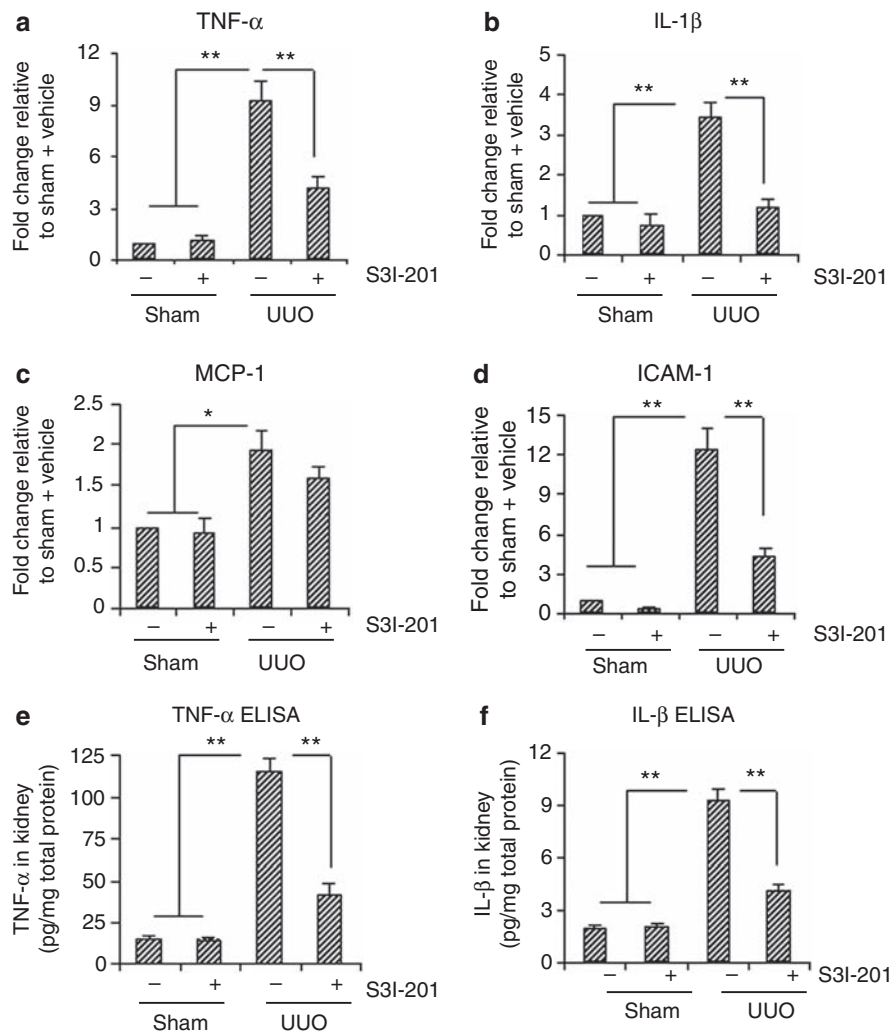 a TNF-α
Fold change relative
to sham + vehicle
12
9
6
3
0
** **
− + − + S3I-201
Sham UUO
b IL-1β
Fold change relative
to sham + vehicle
5
4
3
2
1
0
** **
− + − + S3I-201
Sham UUO
c MCP-1
Fold change relative
to sham + vehicle
2.5
2
1.5
1
0.5
0
*
− + − + S3I-201
Sham UUO
d ICAM-1
Fold change relative
to sham + vehicle
15
12
9
6
3
0
** **
− + − + S3I-201
Sham UUO
e TNF-α ELISA
TNF-α in kidney
(pg/mg total protein)
125
100
75
50
25
0
** **
− + − + S3I-201
Sham UUO
f IL-β ELISA
IL-β in kidney
(pg/mg total protein)
12
9
6
3
0
** **
− + − + S3I-201
Sham UUO